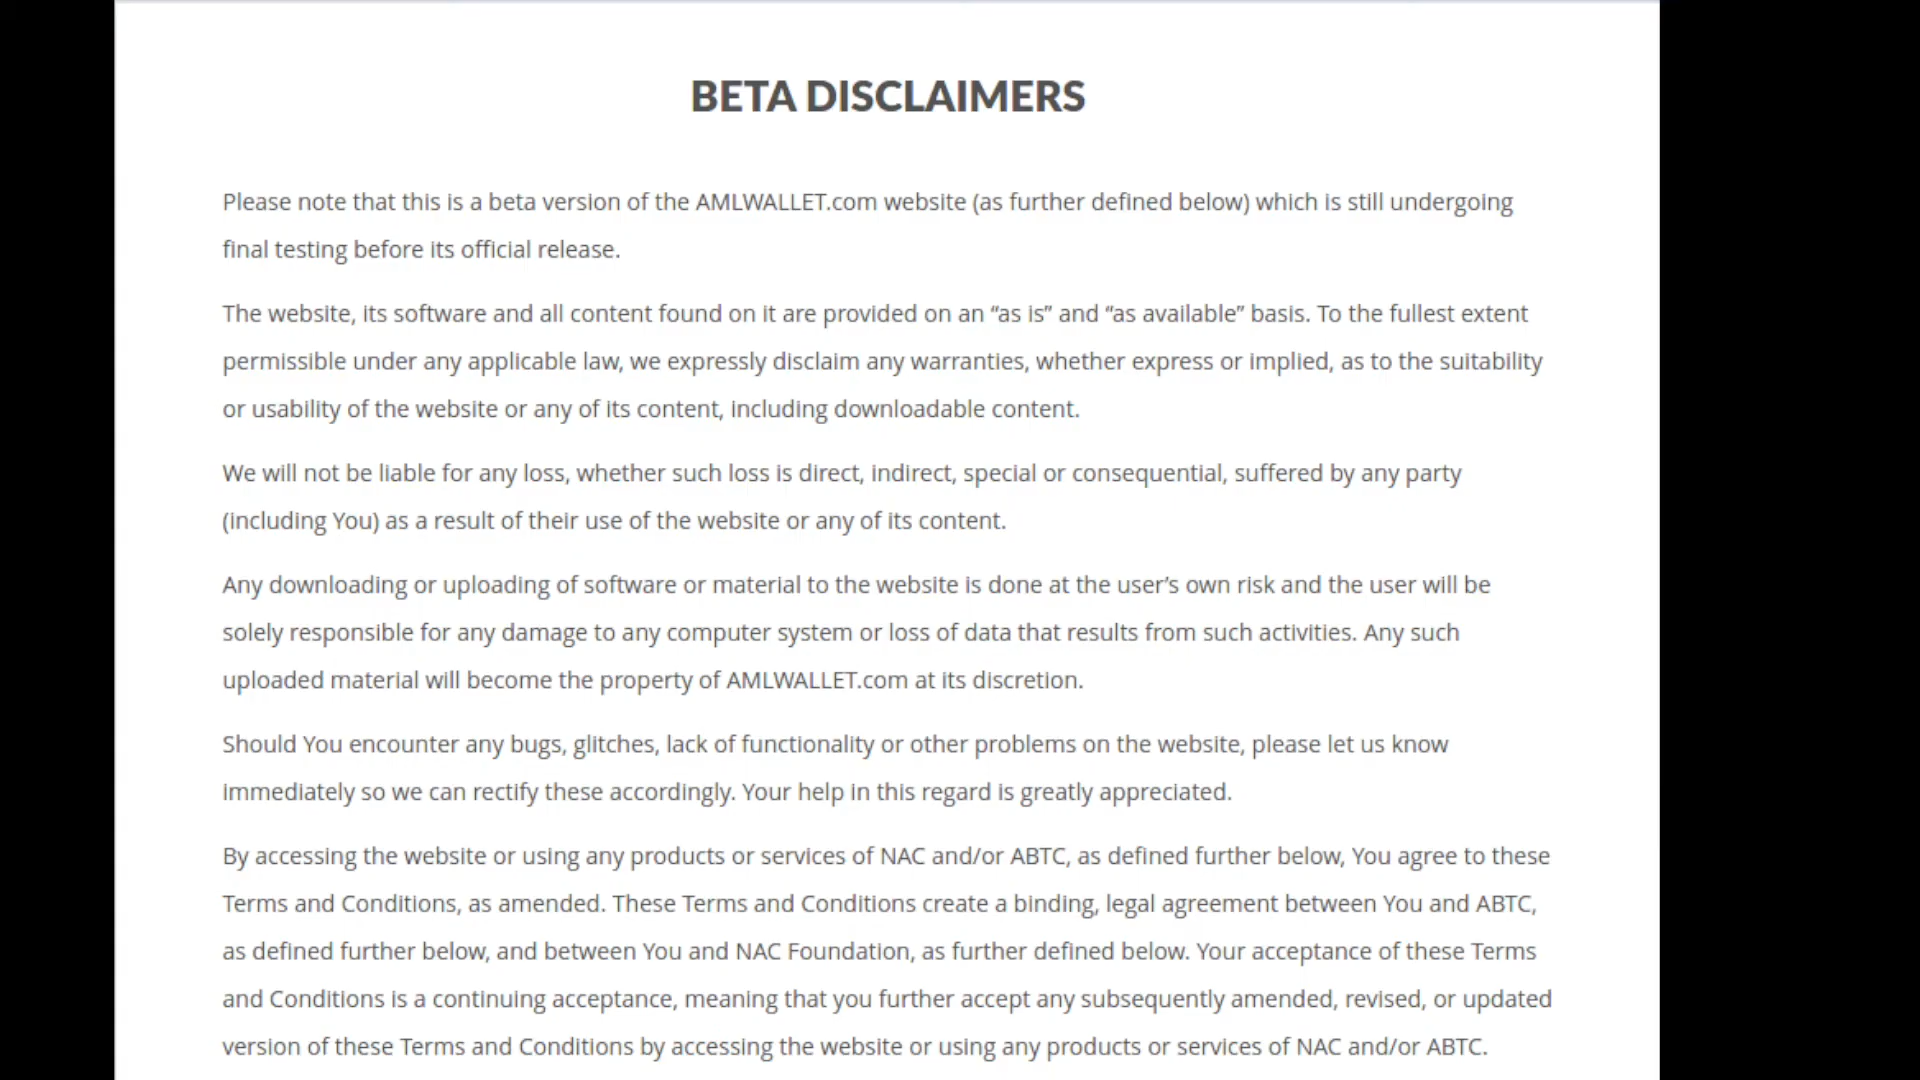 BETA DISCLAIMERS
Please note that this is a beta version of the AMLWALLET.com website (as further defined below) which is still undergoing
final testing before its official release.
The website, its software and all content found on it are provided on an “as is” and “as available” basis. To the fullest extent
permissible under any applicable law, we expressly disclaim any warranties, whether express or implied, as to the suitability
or usability of the website or any of its content, including downloadable content.
We will not be liable for any loss, whether such loss is direct, indirect, special or consequential, suffered by any party
(including You) as a result of their use of the website or any of its content.
Any downloading or uploading of software or material to the website is done at the user’s own risk and the user will be
solely responsible for any damage to any computer system or loss of data that results from such activities. Any such
uploaded material will become the property of AMLWALLET.com at its discretion.
Should You encounter any bugs, glitches, lack of functionality or other problems on the website, please let us know
immediately so we can rectify these accordingly. Your help in this regard is greatly appreciated.
By accessing the website or using any products or services of NAC and/or ABTC, as defined further below, You agree to these
Terms and Conditions, as amended. These Terms and Conditions create a binding, legal agreement between You and ABTC,
as defined further below, and between You and NAC Foundation, as further defined below. Your acceptance of these Terms
and Conditions is a continuing acceptance, meaning that you further accept any subsequently amended, revised, or updated
version of these Terms and Conditions by accessing the website or using any products or services of NAC and/or ABTC.